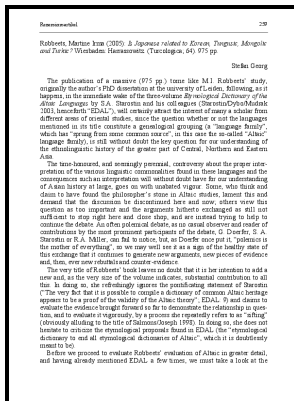 Rezensionsartikel 259
Robbeets, Martine Irma (2005): Is Japanese related to Korean, Tungusic, Mongolic
and Turkic? Wiesbaden: Harrassowitz. (Turcologica; 64). 975 pp.
Stefan Georg
The publication of a massive (975 pp.) tome like M.I. Robbeets' study,
originally the author's PhD dissertation at the university of Leiden, following, as it
happens, in the immediate wake of the three-volume Etymological Dictionary of the
Altaic Languages by S.A. Starostin and his colleagues (Starostin/Dybo/Mudrak
2003, henceforth "EDAL"), will certainly attract the interest of many a scholar from
different areas of oriental studies, since the question whether or not the languages
mentioned in its title constitute a genealogical grouping (a "language family",
which has "sprung from some common source", in this case the so-called "Altaic"
language family), is still without doubt the key question for our understanding of
the ethnolinguistic history of the greater part of Central, Northern and Eastern
Asia.
The time-honoured, and seemingly perennial, controversy about the proper inter-
pretation of the various linguistic commonalities found in these languages and the
consequences such an interpretation will without doubt have for our understanding
of Asian history at large, goes on with unabated vigour. Some, who think and
claim to have found the philosopher's stone in Altaic studies, lament this and
demand that the discussion be discontinued here and now; others view this
question as too important and the arguments hitherto exchanged as still not
sufficient to stop right here and close shop, and are instead trying to help to
continue the debate. An often polemical debate, as no casual observer and reader of
contributions by the most prominent participants of the debate, G. Doerfer, S. A.
Starostin or R.A. Miller, can fail to notice, but, as Doerfer once put it, "polemos is
the mother of everything", so we may well see it as a sign of the healthy state of
this exchange that it continues to generate new arguments, new pieces of evidence
and, then, ever new rebuttals and counter-evidence.
The very title of Robbeets' book leaves no doubt that it is her intention to add a
new and, as the very size of the volume indicates, substantial contribution to all
this. In doing so, she refreshingly ignores the pontificating statement of Starostin
("The very fact that it is possible to compile a dictionary of common Altaic heritage
appears to be a proof of the validity of the Altaic theory"; EDAL: 9) and claims to
evaluate the evidence brought forward so far to demonstrate the relationship in ques-
tion, and to evaluate it vigorously, by a process she repeatedly refers to as "sifting"
(obviously alluding to the title of Salmons/Joseph 1998). In doing so, she does not
hesitate to criticize the etymological proposals found in EDAL (the "etymological
dictionary to end all etymological dictionaries of Altaic", which it is doubtlessly
meant to be).
Before we proceed to evaluate Robbeets' evaluation of Altaic in greater detail,
and having already mentioned EDAL a few times, we must take a look at the